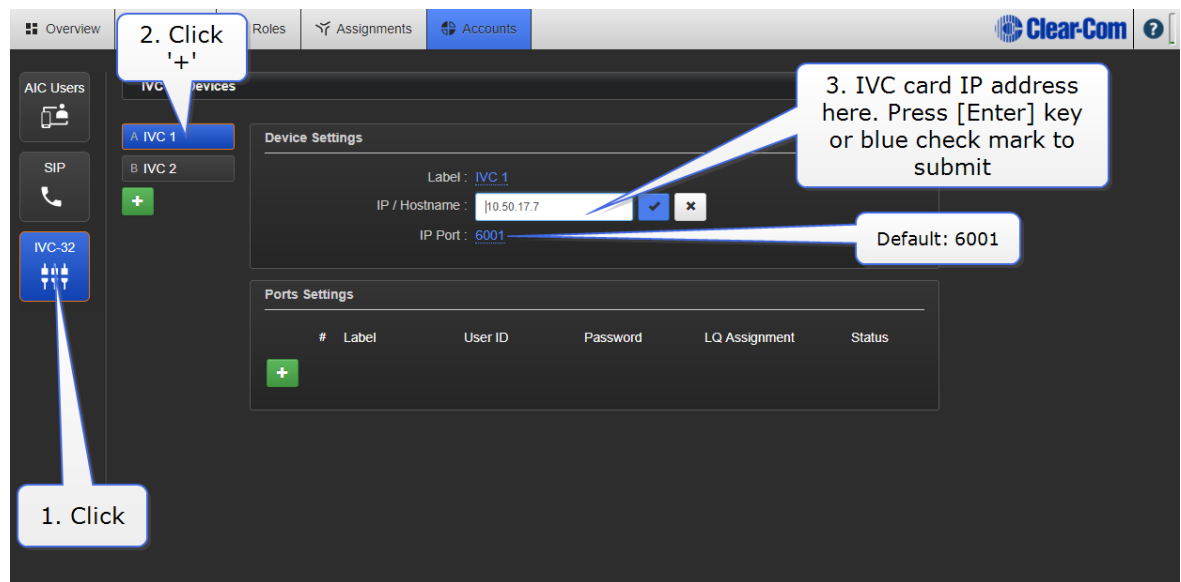 Overview
Roles
Assignments
Accounts
Clear-Com
?
2. Click
'+'
AIC Users
SIP
IVC-32
Devices
A IVC 1
B IVC 2
+
3. IVC card IP address
here. Press [Enter] key
or blue check mark to
submit
Device Settings
Label : IVC 1
IP / Hostname : 10.50.17.7
IP Port : 6001
Default: 6001
Ports Settings
# Label User ID Password LQ Assignment Status
+
1. Click